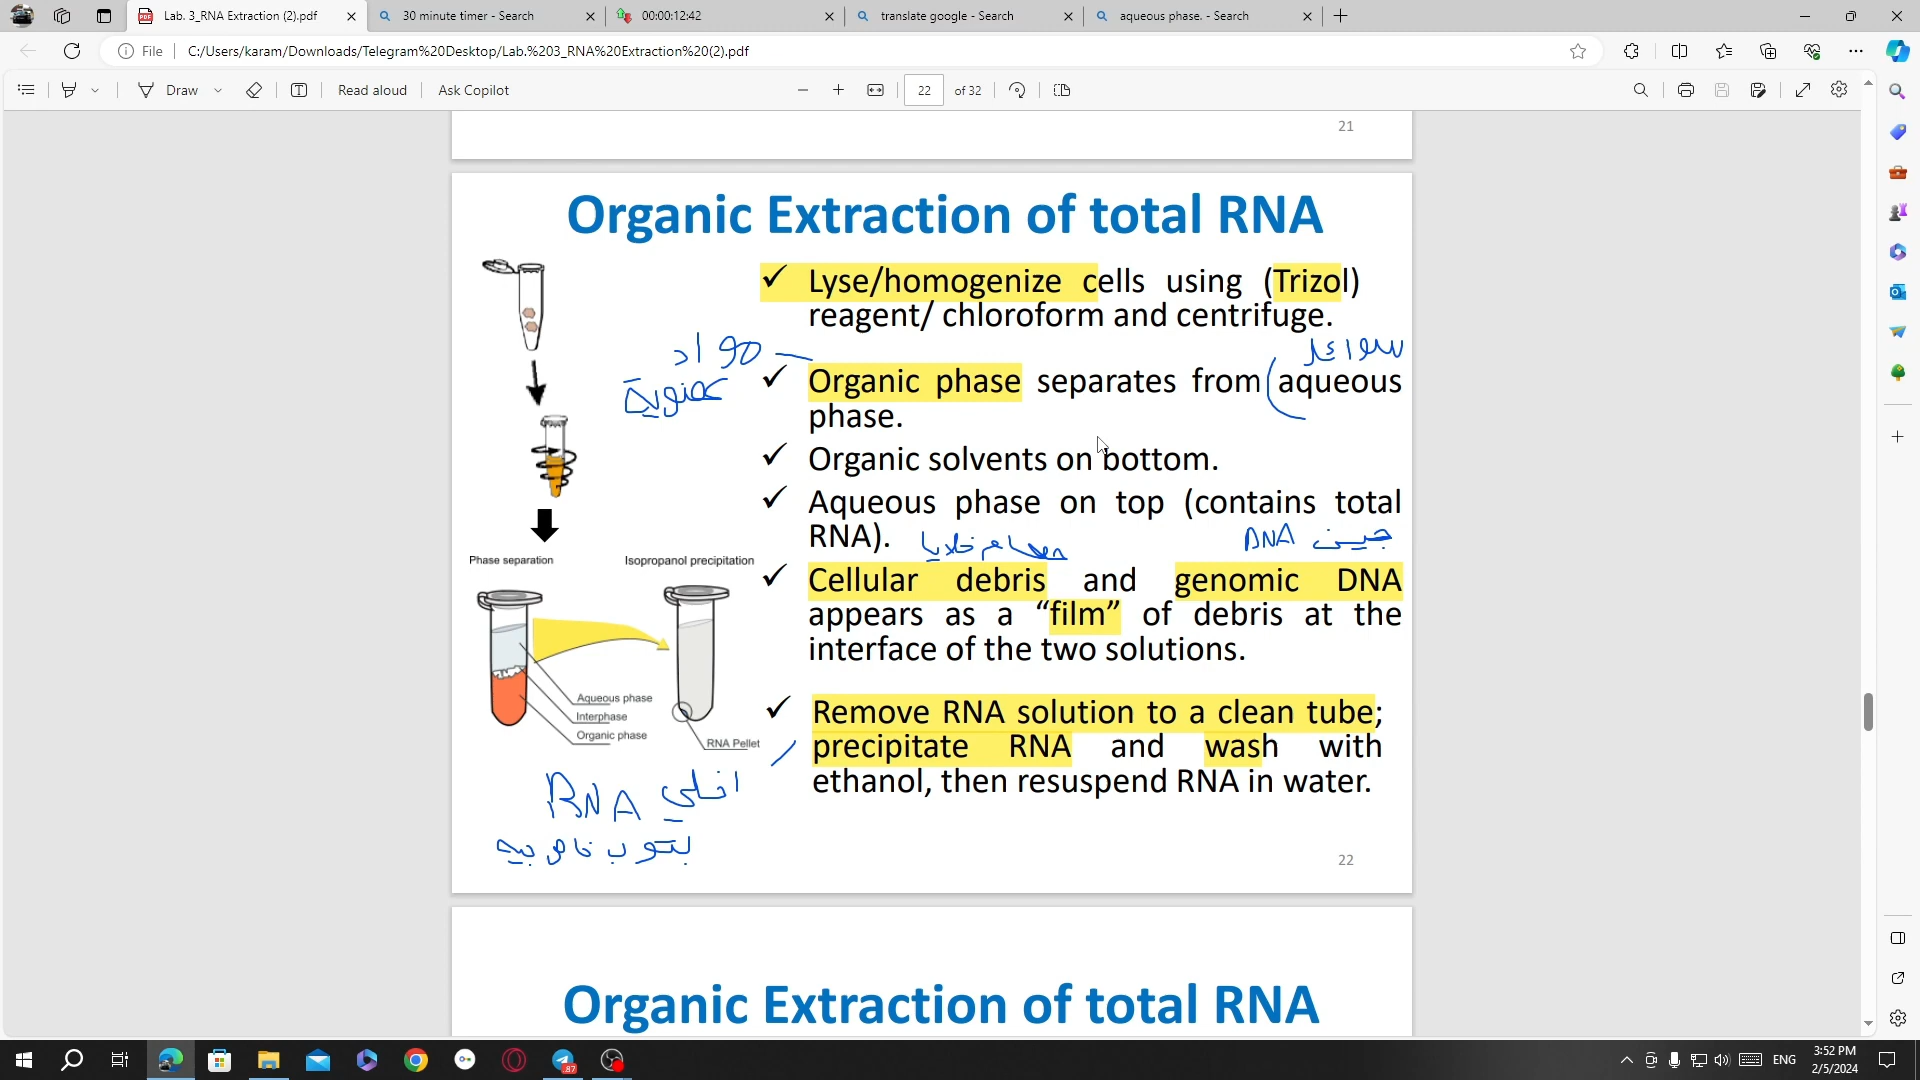 Lab. 3_RNA Extraction (2).pdf
30 minute timer - Search
00:00:12:42
translate google - Search
aqueous phase. - Search
File
C:/Users/karam/Downloads/Telegram%20Desktop/Lab.%203_RNA%20Extraction%20(2).pdf
Draw
Read aloud
Ask Copilot
22 of 32
21
Organic Extraction of total RNA
✓ Lyse/homogenize cells using (Trizol)
reagent/ chloroform and centrifuge.
مواد
عضوية
سوائل
✓ Organic phase separates from aqueous
phase.
✓ Organic solvents on bottom.
✓ Aqueous phase on top (contains total
RNA).
حطام خلايا
جين DNA
✓ Cellular debris and genomic DNA
appears as a “film” of debris at the
interface of the two solutions.
✓ Remove RNA solution to a clean tube;
precipitate RNA and wash with
ethanol, then resuspend RNA in water.
Phase separation
Isopropanol precipitation
Aqueous phase
Interphase
Organic phase
RNA Pellet
RNA
22
Organic Extraction of total RNA
87
ENG
3:52 PM
2/5/2024